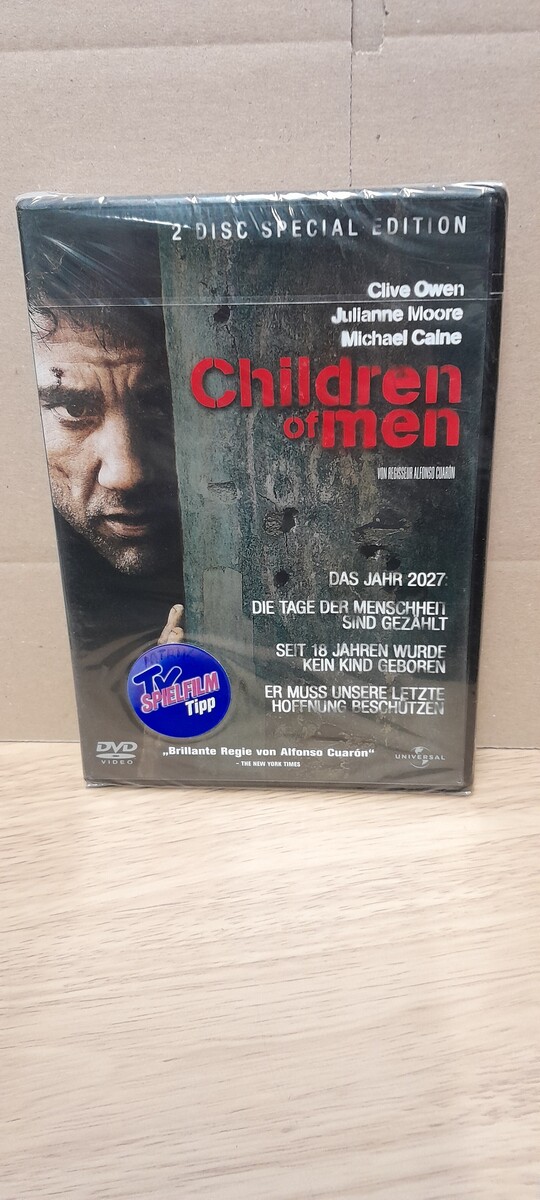 2 DISC SPECIAL EDITION
Clive Owen
Julianne Moore
Michael Caine
Children
of men
VON REGISSEUR ALFONSO CUARÓN
DAS JAHR 2027:
DIE TAGE DER MENSCHHEIT
SIND GEZÄHLT
SEIT 18 JAHREN WURDE
KEIN KIND GEBOREN
ER MUSS UNSERE LETZTE
HOFFNUNG BESCHÜTZEN
TV
SPIELFILM
Tipp
DVD
VIDEO
„Brillante Regie von Alfonso Cuarón“
– THE NEW YORK TIMES
UNIVERSAL